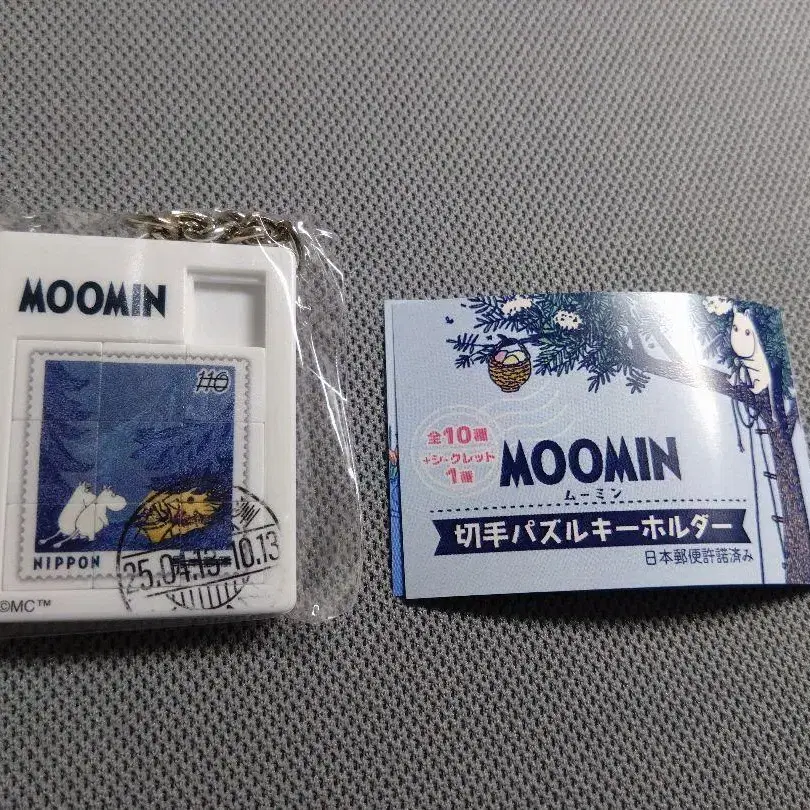 MOOMIN
110
NIPPON
25.04.13-10.13
©MC™
全10種
+シークレット
1種
MOOMIN
ムーミン
切手パズルキーホルダー
日本郵便許諾済み